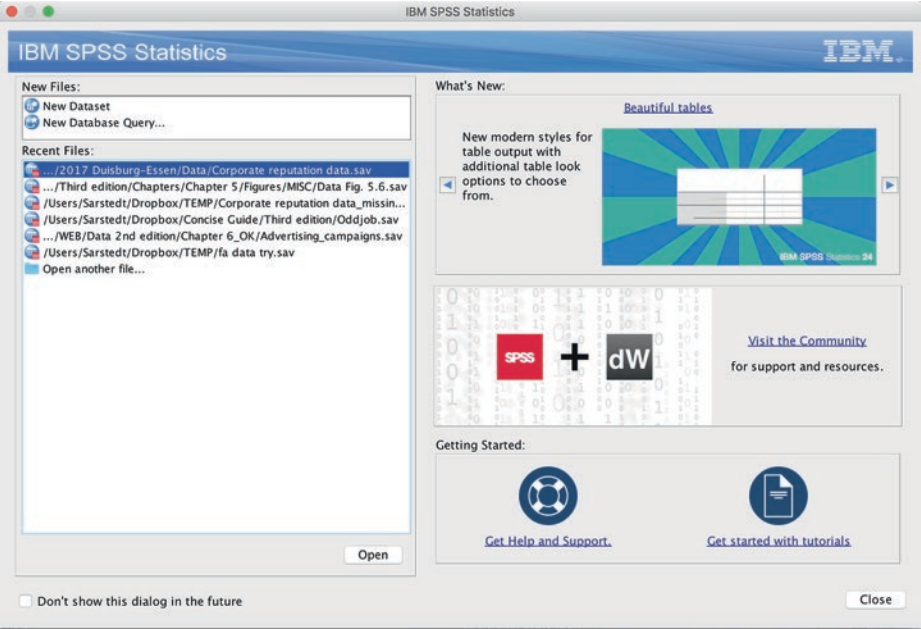 IBM SPSS Statistics
IBM SPSS Statistics
IBM
New Files:
New Dataset
New Database Query...
Recent Files:
.../2017 Duisburg-Essen/Data/Corporate reputation data.sav
.../Third edition/Chapters/Chapter 5/Figures/MISC/Data Fig. 5.6.sav
/Users/Sarstedt/Dropbox/TEMP/Corporate reputation data_missin...
/Users/Sarstedt/Dropbox/Concise Guide/Third edition/Oddjob.sav
.../WEB/Data 2nd edition/Chapter 6_OK/Advertising_campaigns.sav
/Users/Sarstedt/Dropbox/TEMP/fa data try.sav
Open another file...
Open
Don't show this dialog in the future
What's New:
Beautiful tables
New modern styles for
table output with
additional table look
options to choose
from.
IBM SPSS Statistics 24
SPSS + dW
Visit the Community
for support and resources.
Getting Started:
Get Help and Support.
Get started with tutorials
Close